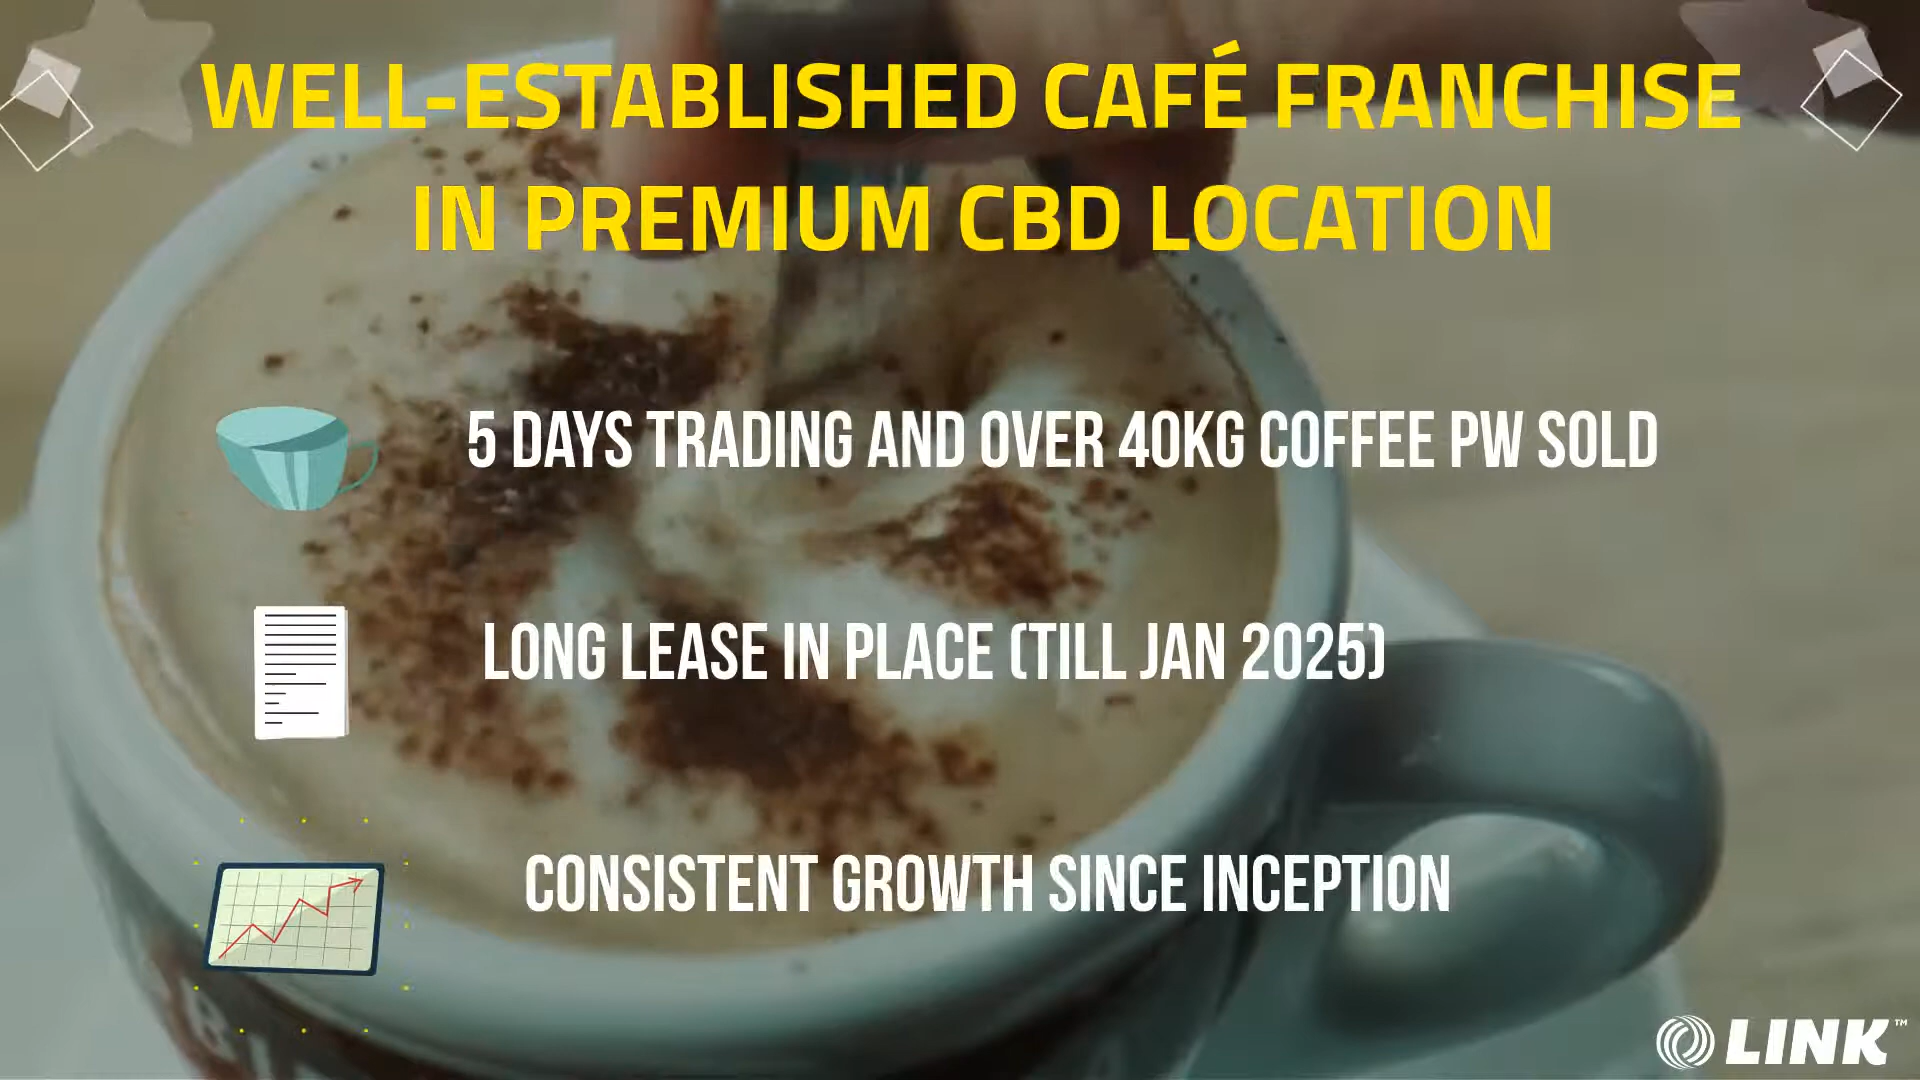 WELL-ESTABLISHED CAFÉ FRANCHISE
IN PREMIUM CBD LOCATION
5 DAYS TRADING AND OVER 40KG COFFEE PW SOLD
LONG LEASE IN PLACE (TILL JAN 2025)
CONSISTENT GROWTH SINCE INCEPTION
LINK™